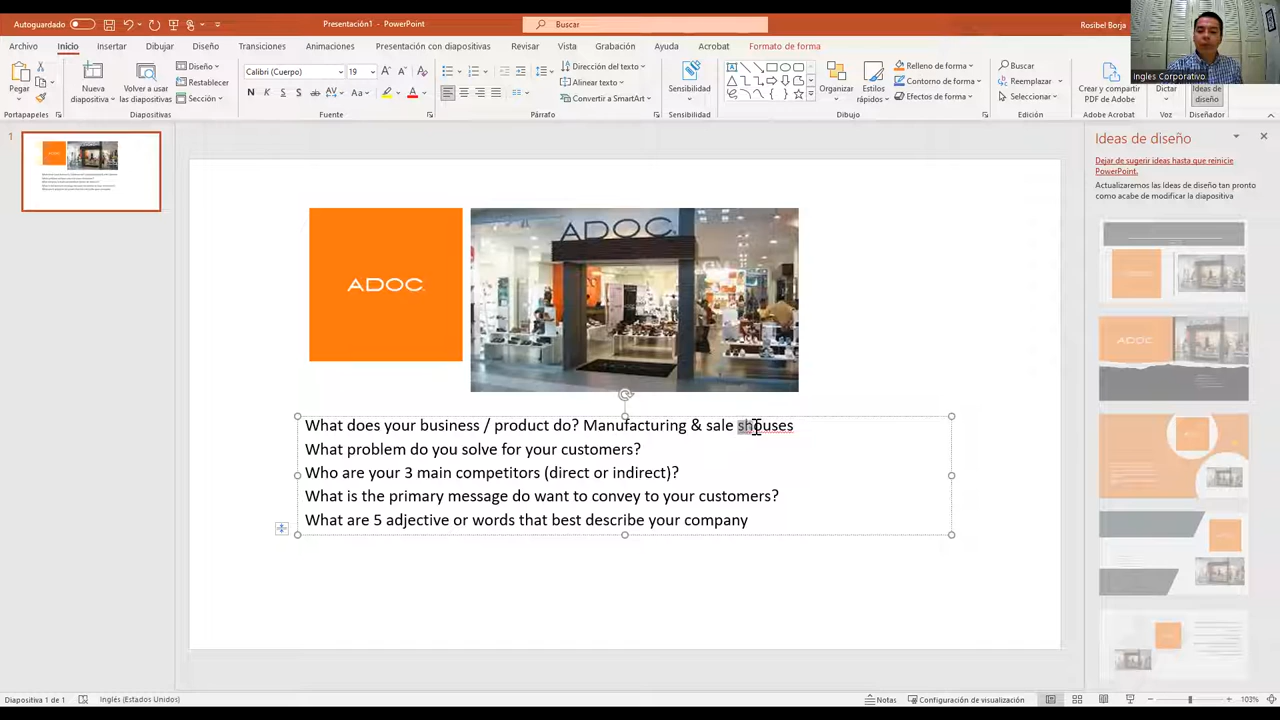 Autoguardado
Presentación1 - PowerPoint
Buscar
Rosibel Borja
Archivo Inicio Insertar Dibujar Diseño Transiciones Animaciones Presentación con diapositivas Revisar Vista Grabación Ayuda Acrobat Formato de forma
Ingles Corporativo
Pegar
Nueva diapositiva
Volver a usar las diapositivas
Diseño
Restablecer
Sección
Calibri (Cuerpo) 19
N K S S
Aa
Dirección del texto
Alinear texto
Convertir a SmartArt
Sensibilidad
Organizar
Estilos rápidos
Relleno de forma
Contorno de forma
Efectos de forma
Buscar
Reemplazar
Seleccionar
Crear y compartir PDF de Adobe
Dictar
Ideas de diseño
Portapapeles Diapositivas Fuente Párrafo Sensibilidad Dibujo Edición Adobe Acrobat Voz Diseñador
1
ADOC
ADOC
What does your business / product do? Manufacturing & sale shouses
What problem do you solve for your customers?
Who are your 3 main competitors (direct or indirect)?
What is the primary message do want to convey to your customers?
What are 5 adjective or words that best describe your company
Ideas de diseño
Dejar de sugerir ideas hasta que reinicie
PowerPoint.
Actualizaremos las Ideas de diseño tan pronto
como acabe de modificar la diapositiva
Diapositiva 1 de 1
Inglés (Estados Unidos)
Notas
Configuración de visualización
103%